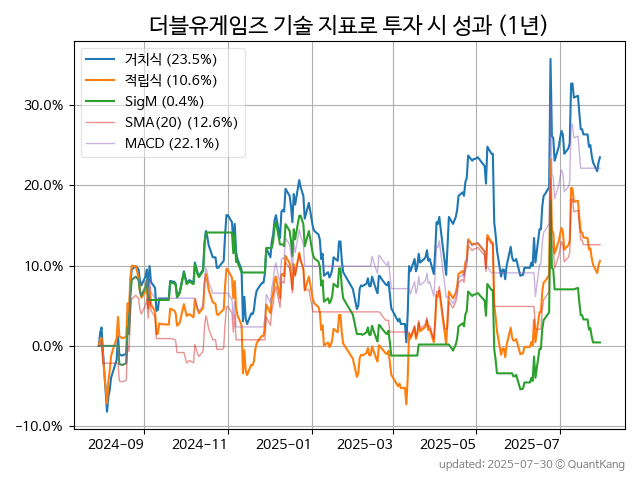 더블유게임즈 기술 지표로 투자 시 성과 (1년)
거치식 (23.5%)
적립식 (10.6%)
SigM (0.4%)
SMA(20) (12.6%)
MACD (22.1%)
30.0%
20.0%
10.0%
0.0%
−10.0%
2024-09 2024-11 2025-01 2025-03 2025-05 2025-07
updated: 2025-07-30 © QuantKang